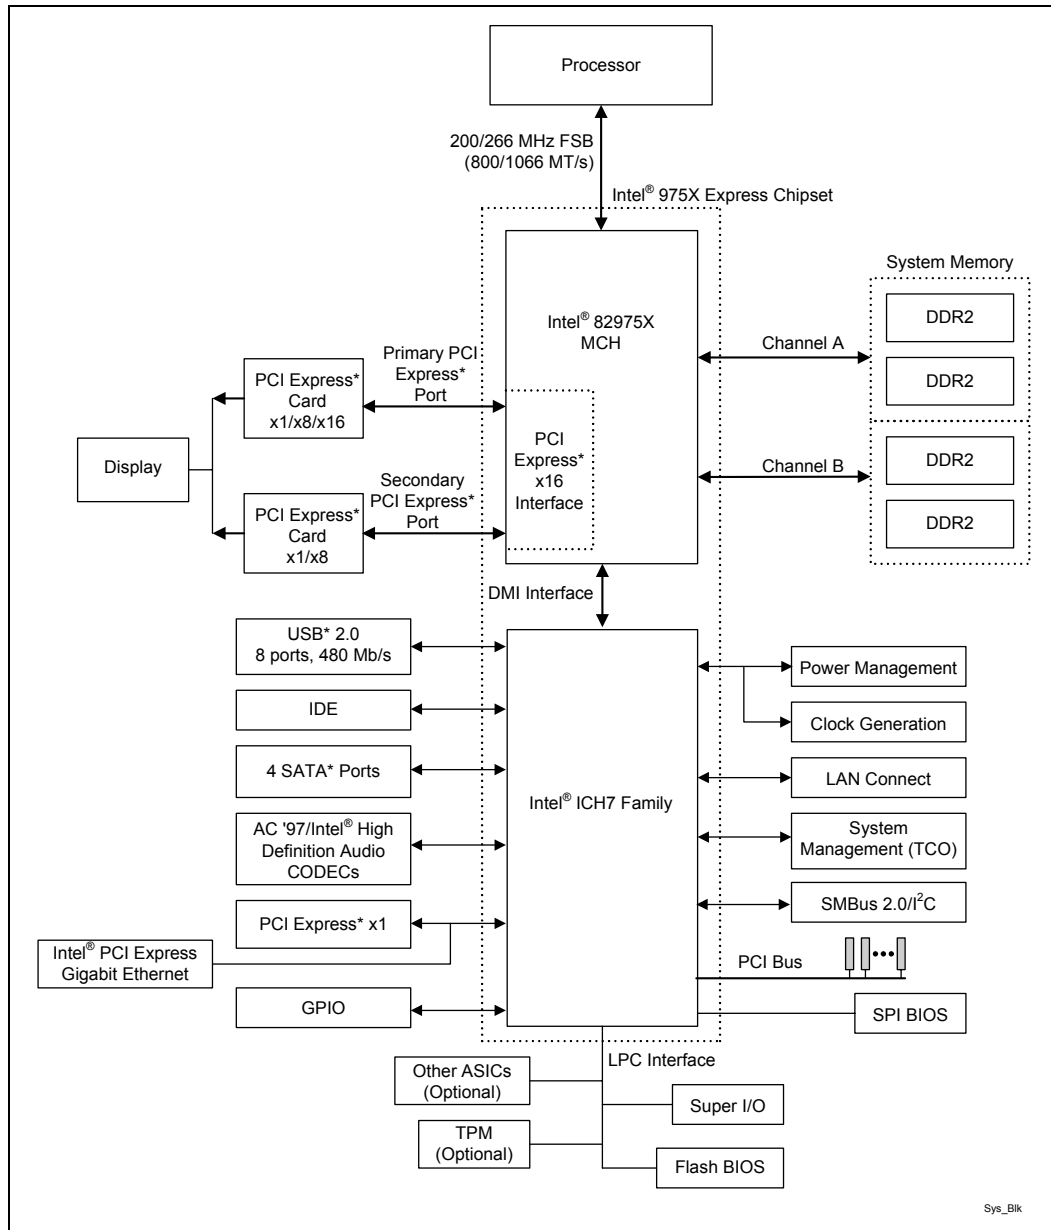 Processor
200/266 MHz FSB
(800/1066 MT/s)
Intel® 975X Express Chipset
System Memory
Intel® 82975X
MCH
DDR2
DDR2
DDR2
DDR2
Channel A
Channel B
Primary PCI
Express*
Port
PCI Express*
Card
x1/x8/x16
PCI
Express*
x16
Interface
Display
Secondary
PCI Express*
Port
PCI Express*
Card
x1/x8
DMI Interface
USB* 2.0
8 ports, 480 Mb/s
IDE
4 SATA* Ports
AC '97/Intel® High
Definition Audio
CODECs
PCI Express* x1
Intel® PCI Express
Gigabit Ethernet
GPIO
Intel® ICH7 Family
Power Management
Clock Generation
LAN Connect
System
Management (TCO)
SMBus 2.0/I²C
PCI Bus
SPI BIOS
LPC Interface
Other ASICs
(Optional)
Super I/O
TPM
(Optional)
Flash BIOS
Sys_Blk